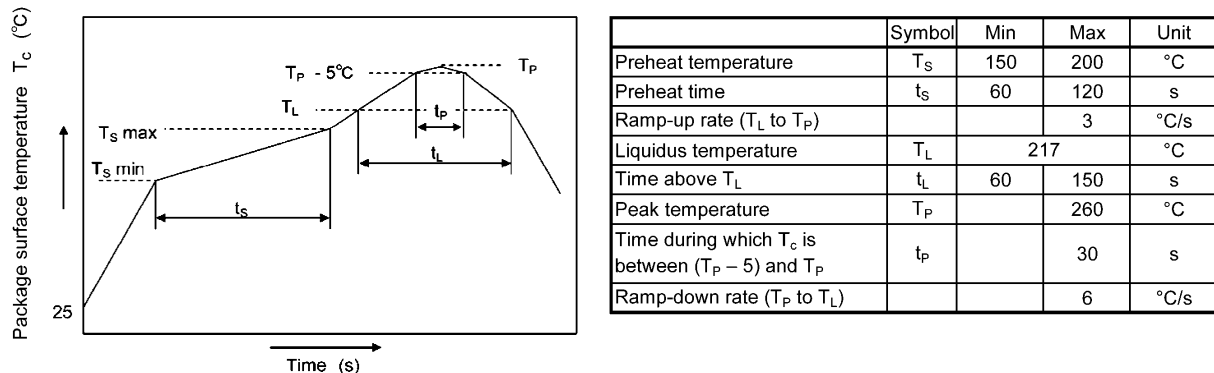 Package surface temperature T_c (°C)
T_P - 5°C
T_P
T_L
t_P
T_S max
t_L
T_S min
t_S
25
Time (s)
Symbol Min Max Unit
Preheat temperature T_S 150 200 °C
Preheat time t_S 60 120 s
Ramp-up rate (T_L to T_P) 3 °C/s
Liquidus temperature T_L 217 °C
Time above T_L t_L 60 150 s
Peak temperature T_P 260 °C
Time during which T_c is
between (T_P – 5) and T_P t_P 30 s
Ramp-down rate (T_P to T_L) 6 °C/s